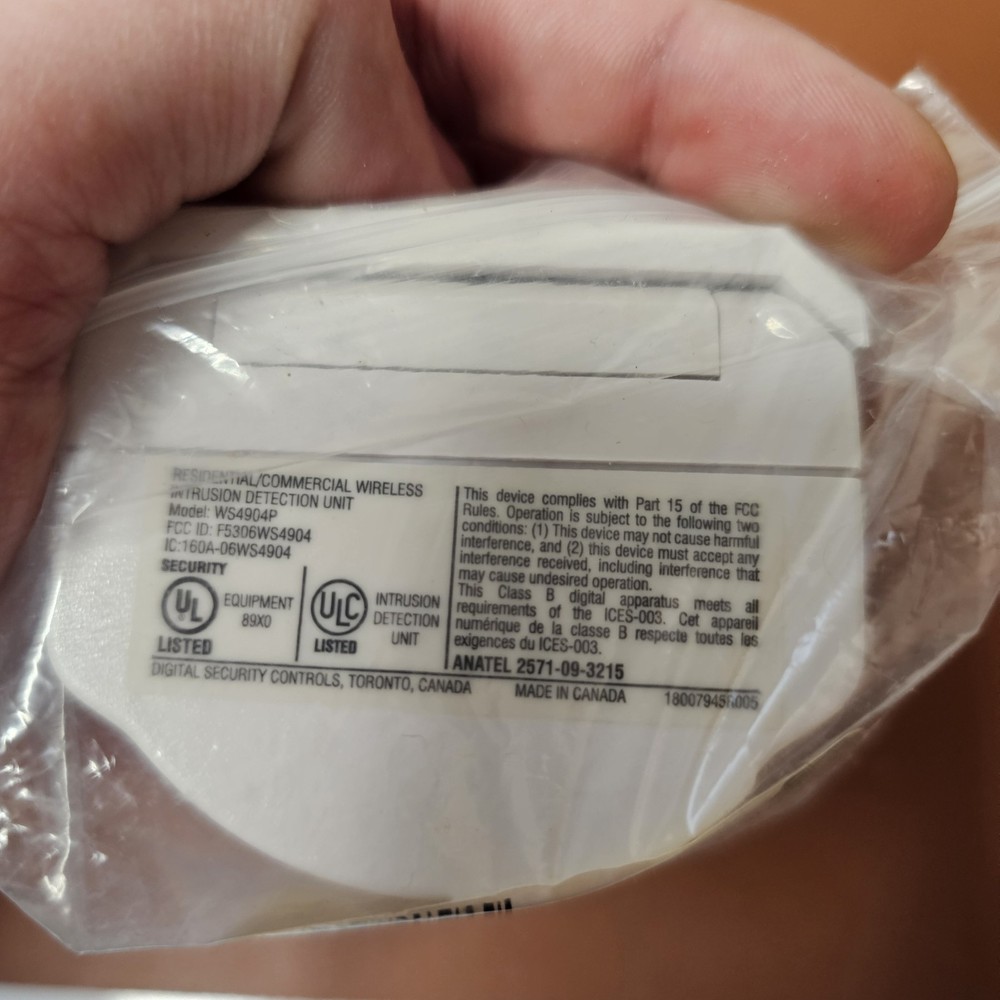 RESIDENTIAL/COMMERCIAL WIRELESS
INTRUSION DETECTION UNIT
Model: WS4904P
FCC ID: F5306WS4904
IC:160A-06WS4904
SECURITY
UL
EQUIPMENT
89X0
LISTED
ULC
INTRUSION
DETECTION
UNIT
LISTED
This device complies with Part 15 of the FCC
Rules. Operation is subject to the following two
conditions: (1) This device may not cause harmful
interference, and (2) this device must accept any
interference received, including interference that
may cause undesired operation.
This Class B digital apparatus meets all
requirements of the ICES-003. Cet appareil
numérique de la classe B respecte toutes les
exigences du ICES-003.
ANATEL 2571-09-3215
DIGITAL SECURITY CONTROLS, TORONTO, CANADA
MADE IN CANADA
18007945R005